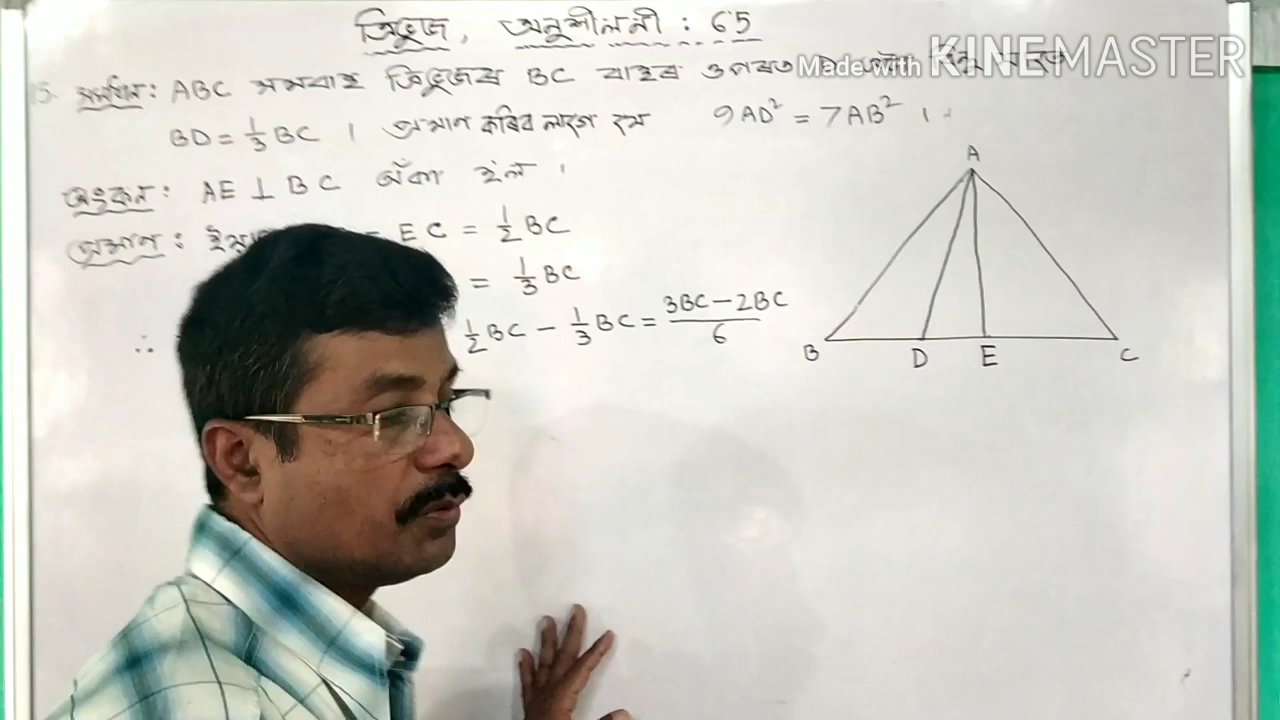 ত্ৰিভুজ, অনুশীলনী : 6.5
Made with KINEMASTER
5. সমাধান: ABC সমবাহু ত্ৰিভুজৰ BC বাহুৰ ওপৰত
BD = 1/3 BC । প্ৰমাণ কৰিব লাগে যে 9AD² = 7AB² ।
অংকন: AE ⊥ BC অঁকা হ'ল ।
প্ৰমাণ: = EC = 1/2 BC
= 1/3 BC
∴ 1/2 BC - 1/3 BC = (3BC - 2BC)/6
A
B D E C